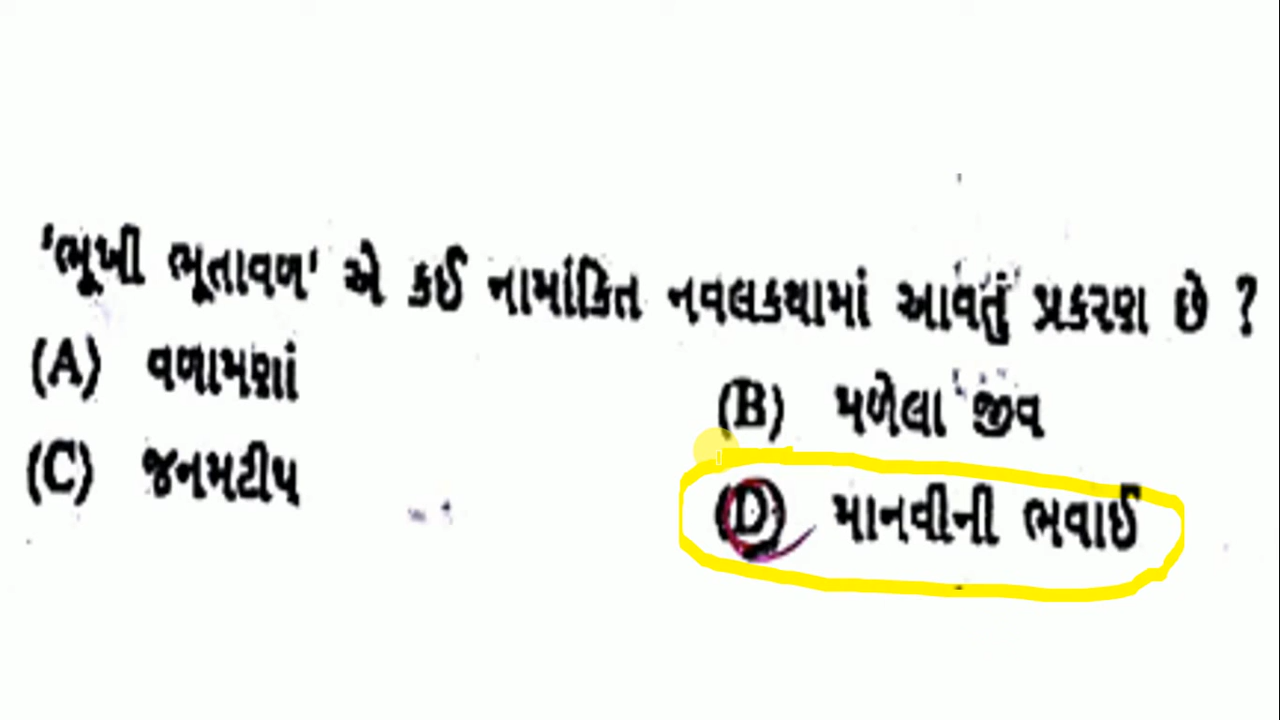 'ભૂખી ભૂતાવળ' એ કઈ નામાંકિત નવલકથામાં આવતું પ્રકરણ છે ?
(A) વળામણાં
(B) મળેલા જીવ
(C) જનમટીપ
(D) માનવીની ભવાઈ